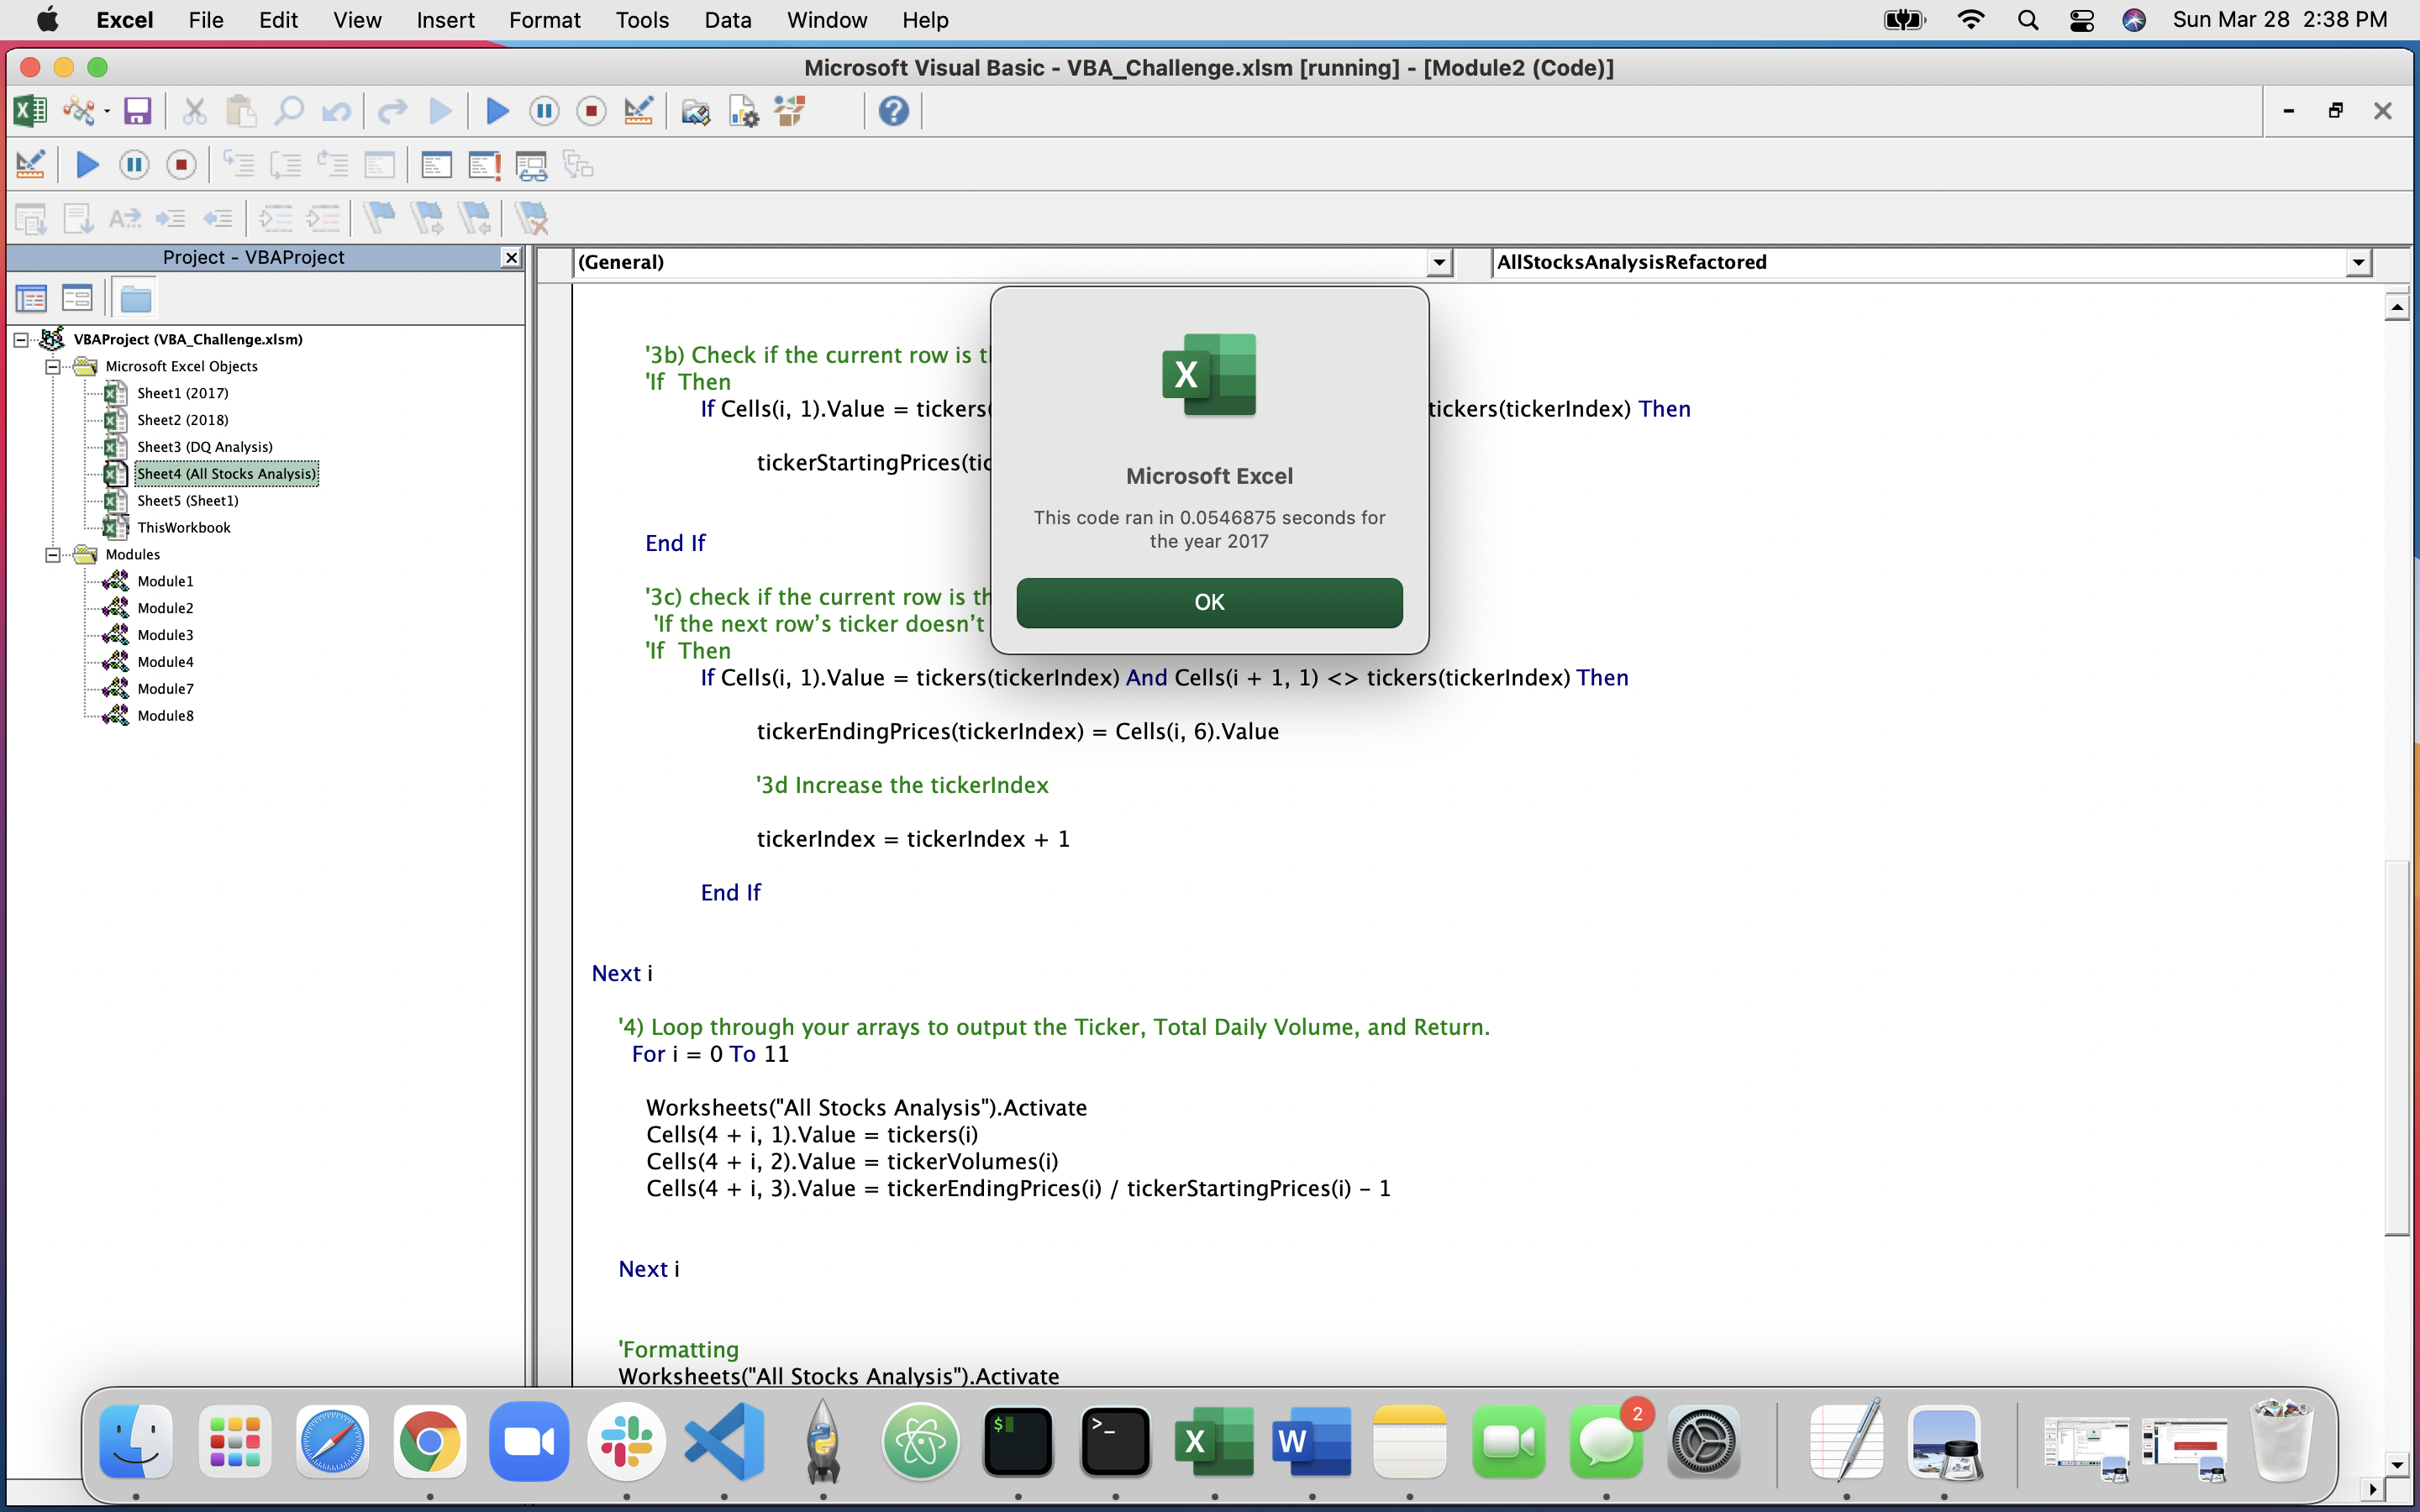 Excel File Edit View Insert Format Tools Data Window Help Sun Mar 28 2:38 PM
Microsoft Visual Basic - VBA_Challenge.xlsm [running] - [Module2 (Code)]
Project - VBAProject
(General) AllStocksAnalysisRefactored
VBAProject (VBA_Challenge.xlsm)
Microsoft Excel Objects
Sheet1 (2017)
Sheet2 (2018)
Sheet3 (DQ Analysis)
Sheet4 (All Stocks Analysis)
Sheet5 (Sheet1)
ThisWorkbook
Modules
Module1
Module2
Module3
Module4
Module7
Module8
'3b) Check if the current row is t
'If Then
If Cells(i, 1).Value = tickers( tickers(tickerIndex) Then
tickerStartingPrices(tic
End If
'3c) check if the current row is th
'If the next row’s ticker doesn’t
'If Then
If Cells(i, 1).Value = tickers(tickerIndex) And Cells(i + 1, 1) <> tickers(tickerIndex) Then
tickerEndingPrices(tickerIndex) = Cells(i, 6).Value
'3d Increase the tickerIndex
tickerIndex = tickerIndex + 1
End If
Next i
'4) Loop through your arrays to output the Ticker, Total Daily Volume, and Return.
For i = 0 To 11
Worksheets("All Stocks Analysis").Activate
Cells(4 + i, 1).Value = tickers(i)
Cells(4 + i, 2).Value = tickerVolumes(i)
Cells(4 + i, 3).Value = tickerEndingPrices(i) / tickerStartingPrices(i) - 1
Next i
'Formatting
Worksheets("All Stocks Analysis").Activate
X
Microsoft Excel
This code ran in 0.0546875 seconds for
the year 2017
OK
$ >_ X W 2